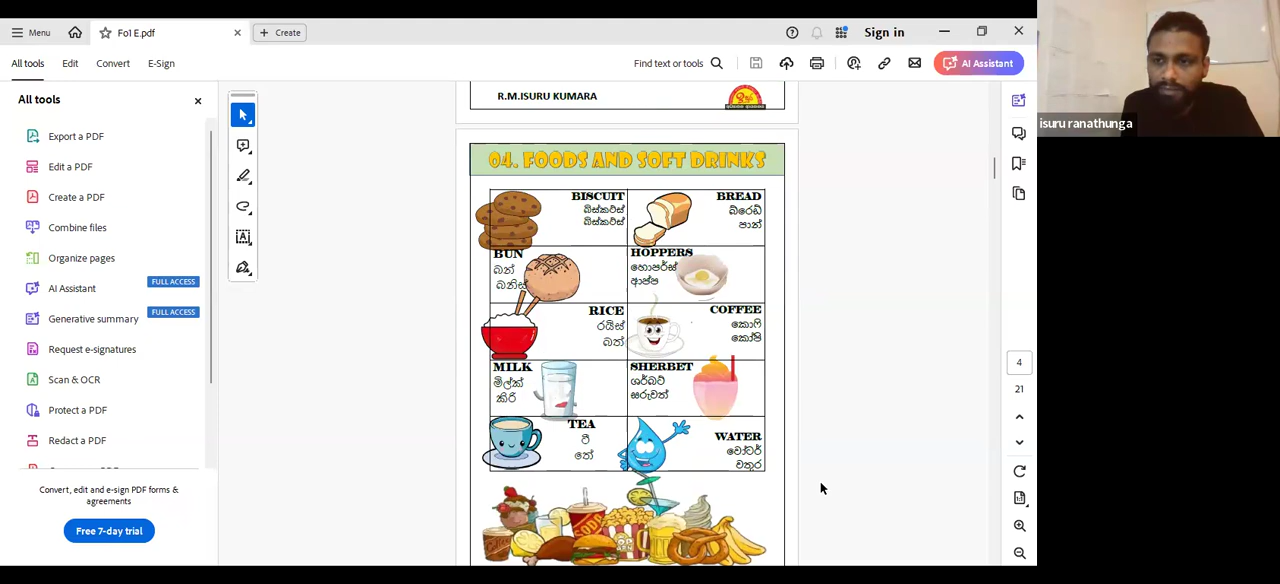 Menu
Fo1 E.pdf
Create
Sign in
All tools
Edit
Convert
E-Sign
Find text or tools
AI Assistant
All tools
Export a PDF
Edit a PDF
Create a PDF
Combine files
Organize pages
AI Assistant
FULL ACCESS
Generative summary
FULL ACCESS
Request e-signatures
Scan & OCR
Protect a PDF
Redact a PDF
Convert, edit and e-sign PDF forms &
agreements
Free 7-day trial
R.M.ISURU KUMARA
04. FOODS AND SOFT DRINKS
BISCUIT
බිස්කට්ස්
බිස්කට්ස්
BREAD
බ්රෙඩ්
පාන්
BUN
බන්
බනිස්
HOPPERS
හොපර්ස්
ආප්ප
RICE
රයිස්
බත්
COFFEE
කොෆි
කෝපි
MILK
මිල්ක්
කිරි
SHERBET
ශර්බට්
සරුවත්
TEA
ටී
තේ
WATER
වෝටර්
වතුර
SODA
4
21
isuru ranathunga